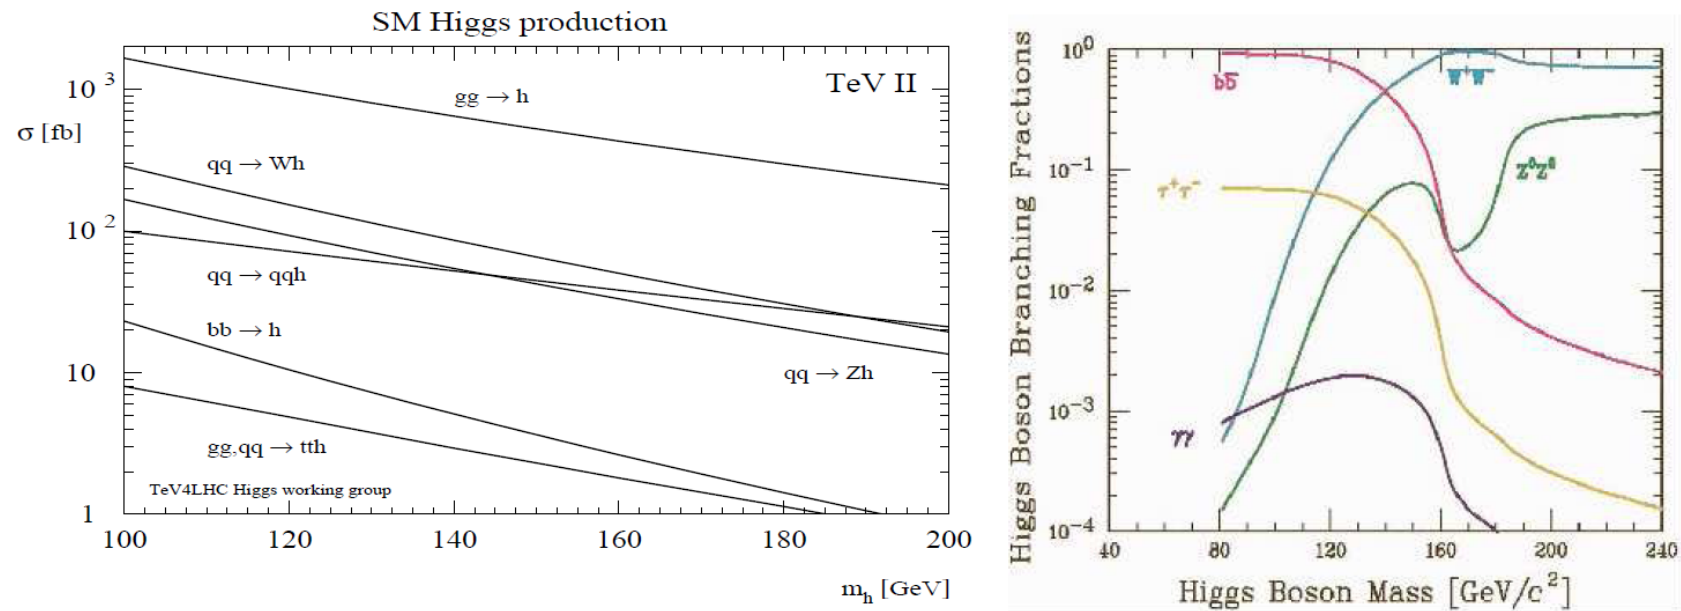 SM Higgs production
TeV II
10 3
σ [fb]
gg → h
qq → Wh
10 2
qq → qqh
bb → h
10
qq → Zh
gg,qq → tth
TeV4LHC Higgs working group
1
100 120 140 160 180 200
m_h [GeV]
Higgs Boson Branching Fractions
10^0
bb̄
W⁺W⁻
10^-1
Z⁰Z⁰
τ⁺τ⁻
10^-2
10^-3
γγ
10^-4
40 80 120 160 200 240
Higgs Boson Mass [GeV/c²]